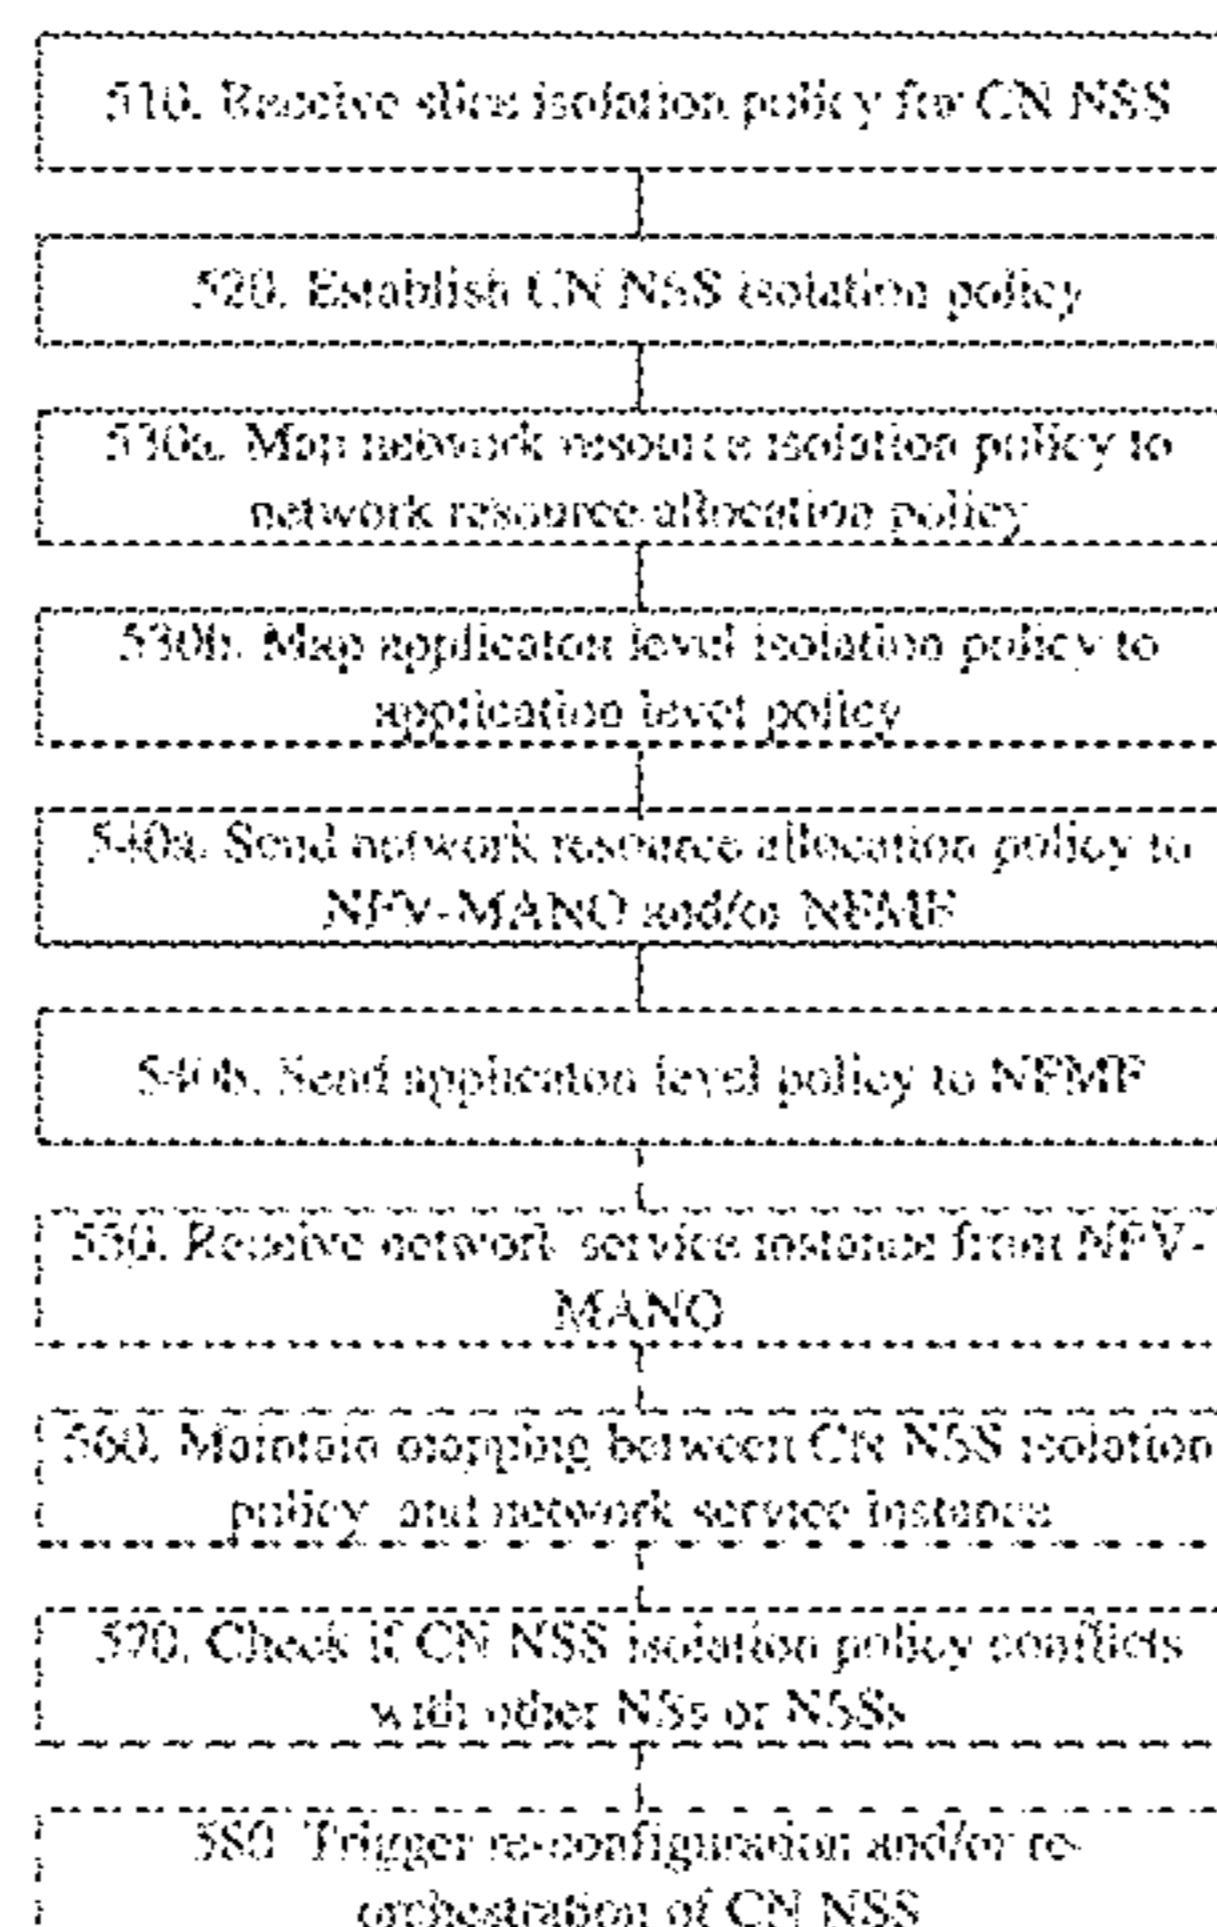 510. Receive slice isolation policy for CN NSS
520. Establish CN NSS isolation policy
530a. Map network resource isolation policy to
network resource allocation policy
530b. Map applicaton level isolation policy to
application level policy
540a. Send network resource allocation policy to
NFV-MANO and/or NFMF
540b. Send applicaton level policy to NFMF
550. Receive network service instance from NFV-
MANO
560. Maintain mapping between CN NSS isolation
policy and network service instance
570. Check if CN NSS isolation policy conflicts
with other NSs or NSSs
580. Trigger re-configuration and/or re-
orchestration of CN NSS